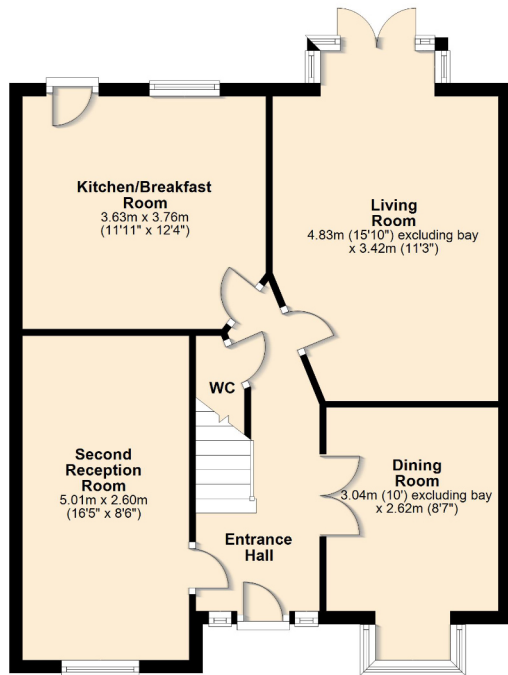 Kitchen/Breakfast
Room
3.63m x 3.76m
(11'11" x 12'4")
Living
Room
4.83m (15'10") excluding bay
x 3.42m (11'3")
WC
Second
Reception
Room
5.01m x 2.60m
(16'5" x 8'6")
Dining
Room
3.04m (10') excluding bay
x 2.62m (8'7")
Entrance
Hall